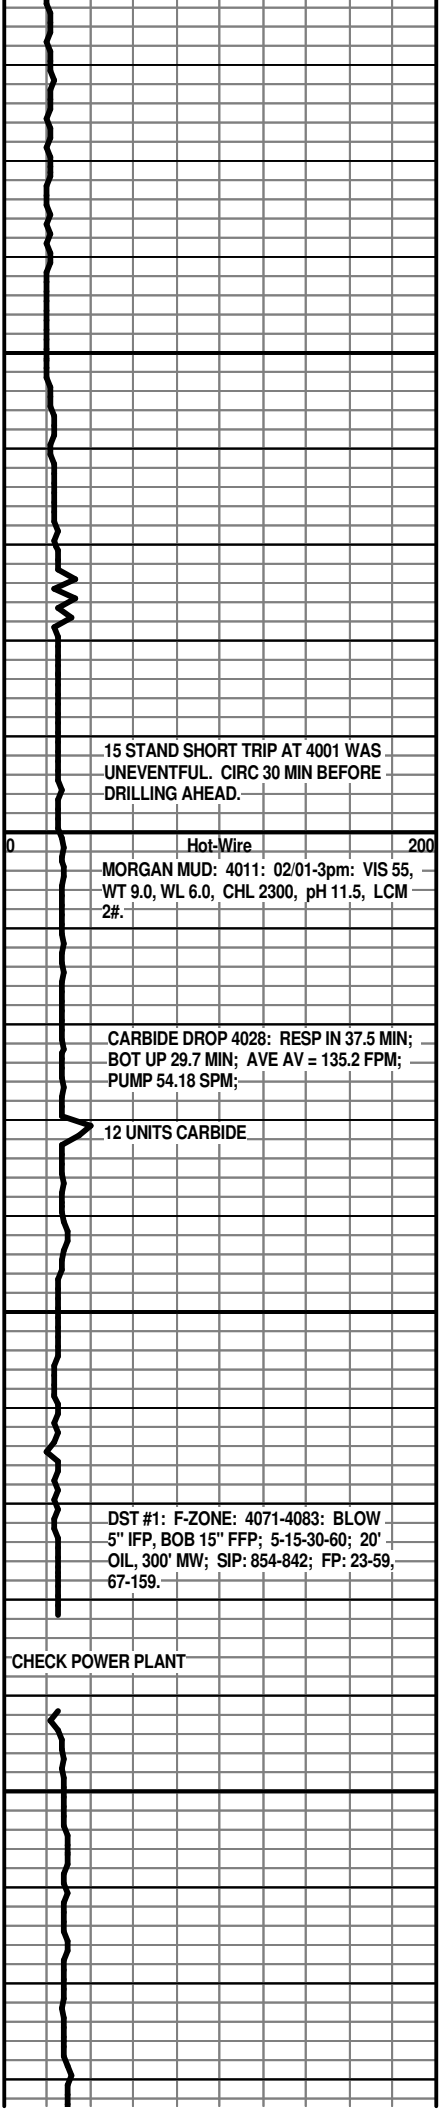 15 STAND SHORT TRIP AT 4001 WAS
UNEVENTFUL. CIRC 30 MIN BEFORE
DRILLING AHEAD.
0 Hot-Wire 200
MORGAN MUD: 4011: 02/01-3pm: VIS 55,
WT 9.0, WL 6.0, CHL 2300, pH 11.5, LCM
2#.
CARBIDE DROP 4028: RESP IN 37.5 MIN;
BOT UP 29.7 MIN; AVE AV = 135.2 FPM;
PUMP 54.18 SPM;
12 UNITS CARBIDE
DST #1: F-ZONE: 4071-4083: BLOW
5" IFP, BOB 15" FFP; 5-15-30-60; 20'
OIL, 300' MW; SIP: 854-842; FP: 23-59,
67-159.
CHECK POWER PLANT